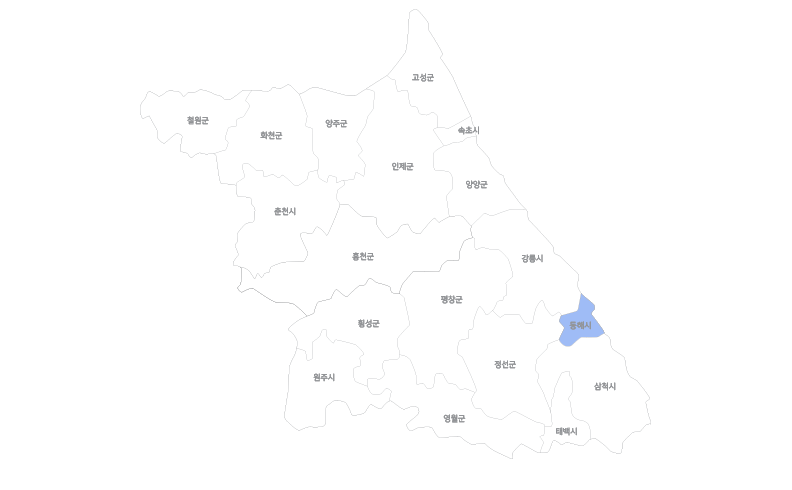 고성군
철원군
양주군
속초시
화천군
인제군
양양군
춘천시
홍천군
강릉시
평창군
횡성군
동해시
정선군
원주시
삼척시
영월군
태백시